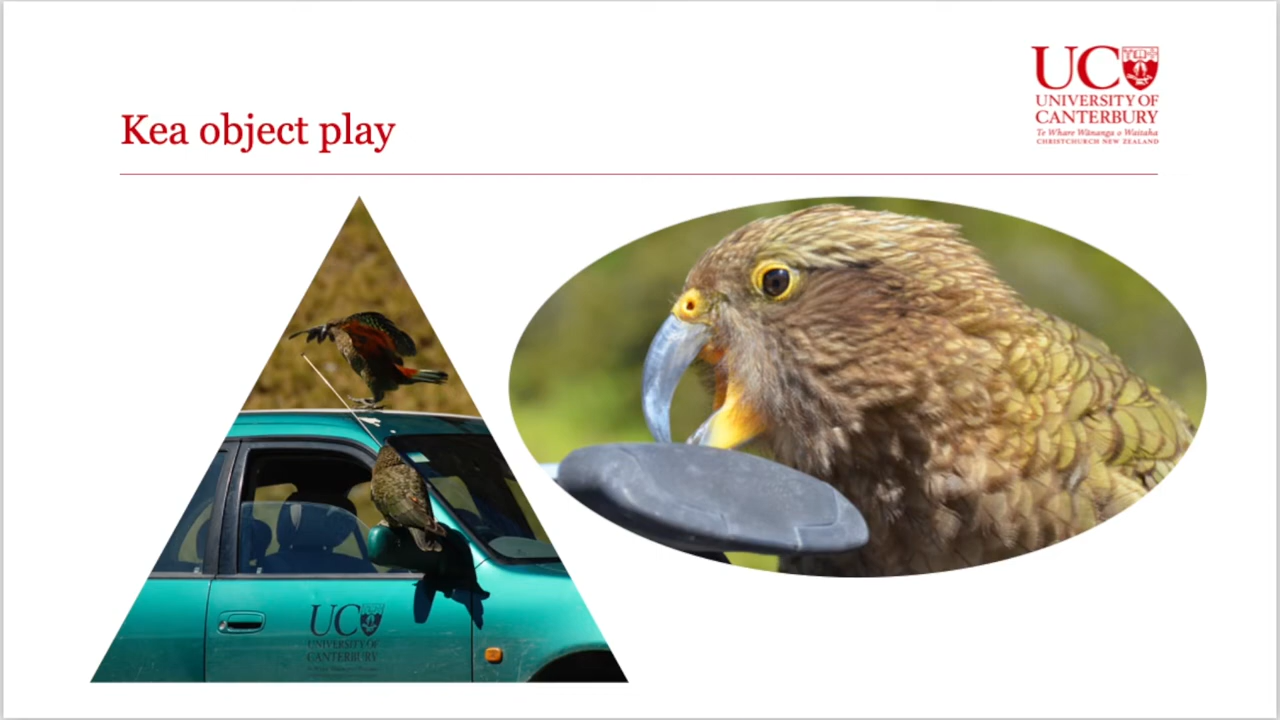 Kea object play
UC
UNIVERSITY OF
CANTERBURY
Te Whare Wānanga o Waitaha
CHRISTCHURCH NEW ZEALAND
UC
UNIVERSITY OF
CANTERBURY